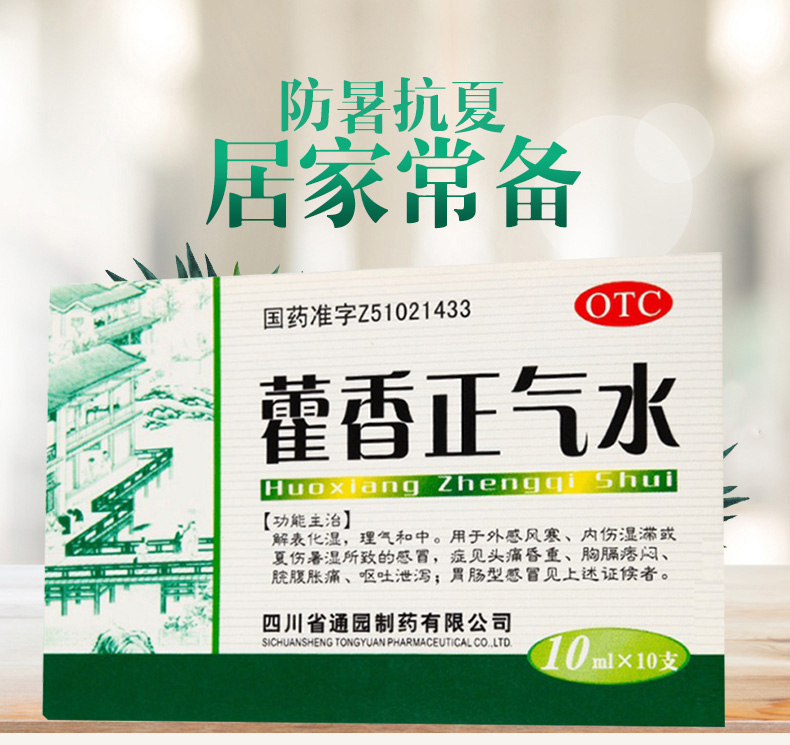 防暑抗夏
居家常备
国药准字Z51021433
OTC
藿香正气水
Huoxiang Zhengqi Shui
【功能主治】
解表化湿，理气和中。用于外感风寒、内伤湿滞或
夏伤暑湿所致的感冒，症见头痛昏重、胸膈痞闷、
脘腹胀痛、呕吐泄泻；胃肠型感冒见上述证候者。
四川省通园制药有限公司
SICHUANSHENG TONGYUAN PHARMACEUTICAL CO.,LTD.
10ml×10支